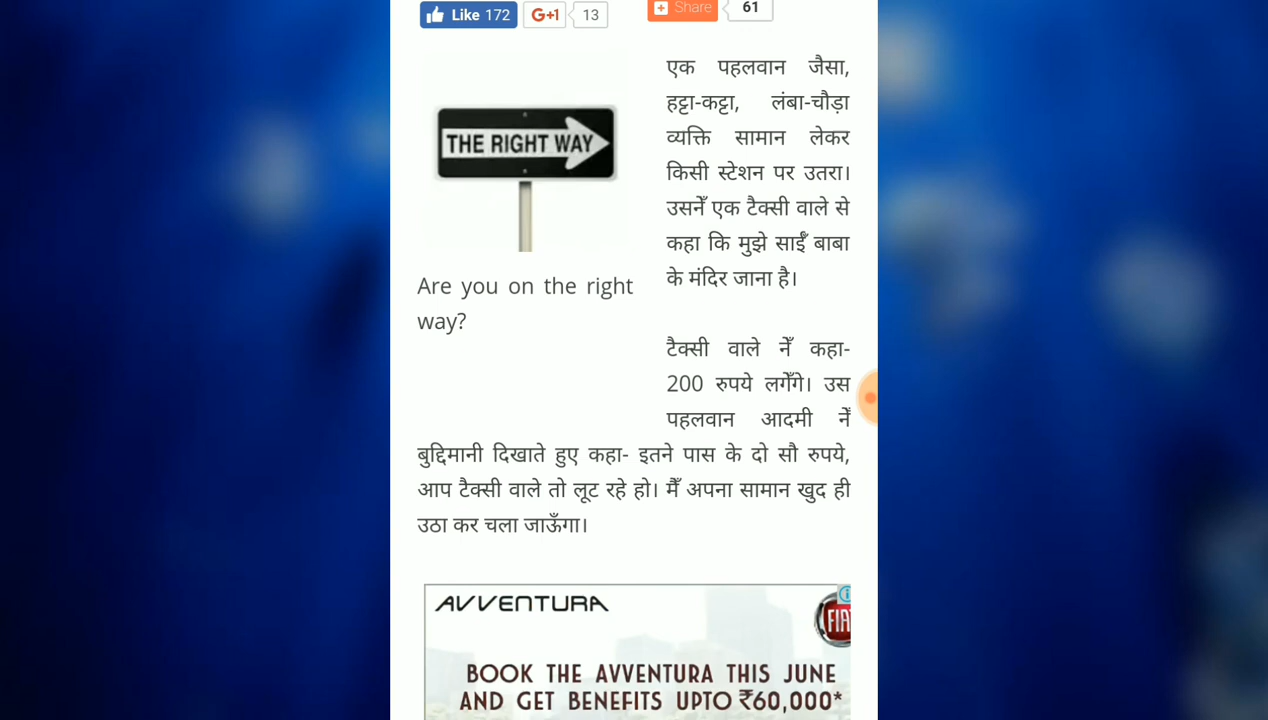 Like 172
G+1
13
Share
61
THE RIGHT WAY
Are you on the right
way?
एक पहलवान जैसा,
हट्टा-कट्टा, लंबा-चौड़ा
व्यक्ति सामान लेकर
किसी स्टेशन पर उतरा।
उसनेँ एक टैक्सी वाले से
कहा कि मुझे साईँ बाबा
के मंदिर जाना है।
टैक्सी वाले नेँ कहा-
200 रुपये लगेँगे। उस
पहलवान आदमी नेँ
बुद्दिमानी दिखाते हुए कहा- इतने पास के दो सौ रुपये,
आप टैक्सी वाले तो लूट रहे हो। मैँ अपना सामान खुद ही
उठा कर चला जाऊँगा।
AVVENTURA
FIAT
BOOK THE AVVENTURA THIS JUNE
AND GET BENEFITS UPTO ₹60,000*